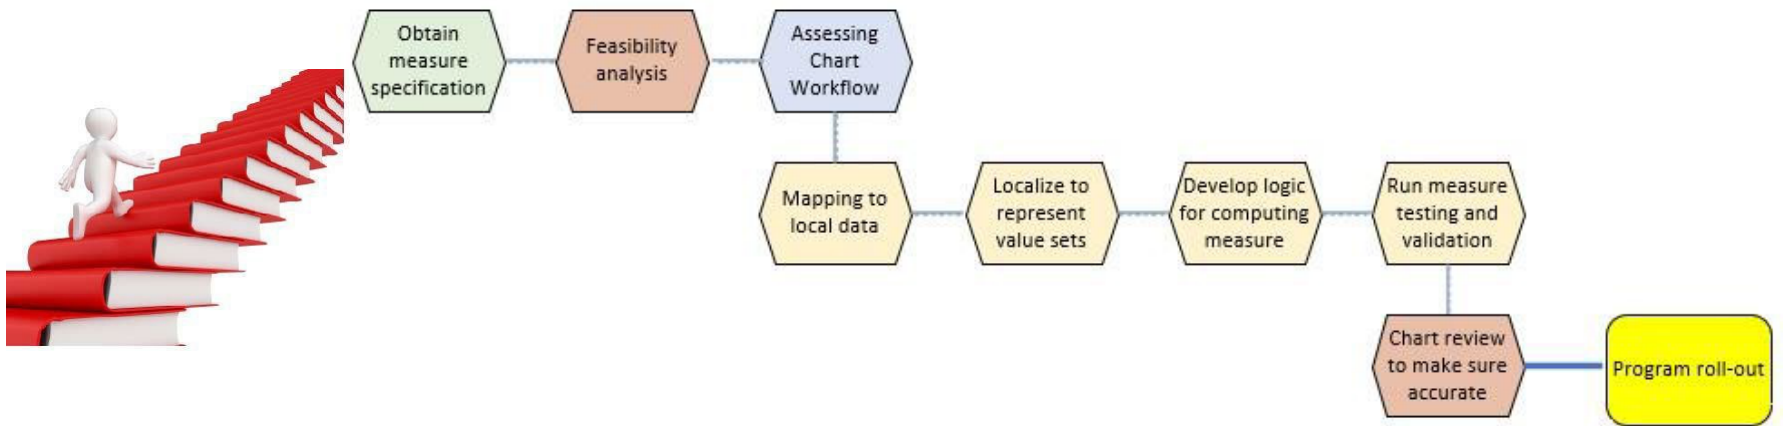 Obtain
measure
specification
Feasibility
analysis
Assessing
Chart
Workflow
Mapping to
local data
Localize to
represent
value sets
Develop logic
for computing
measure
Run measure
testing and
validation
Chart review
to make sure
accurate
Program roll-out